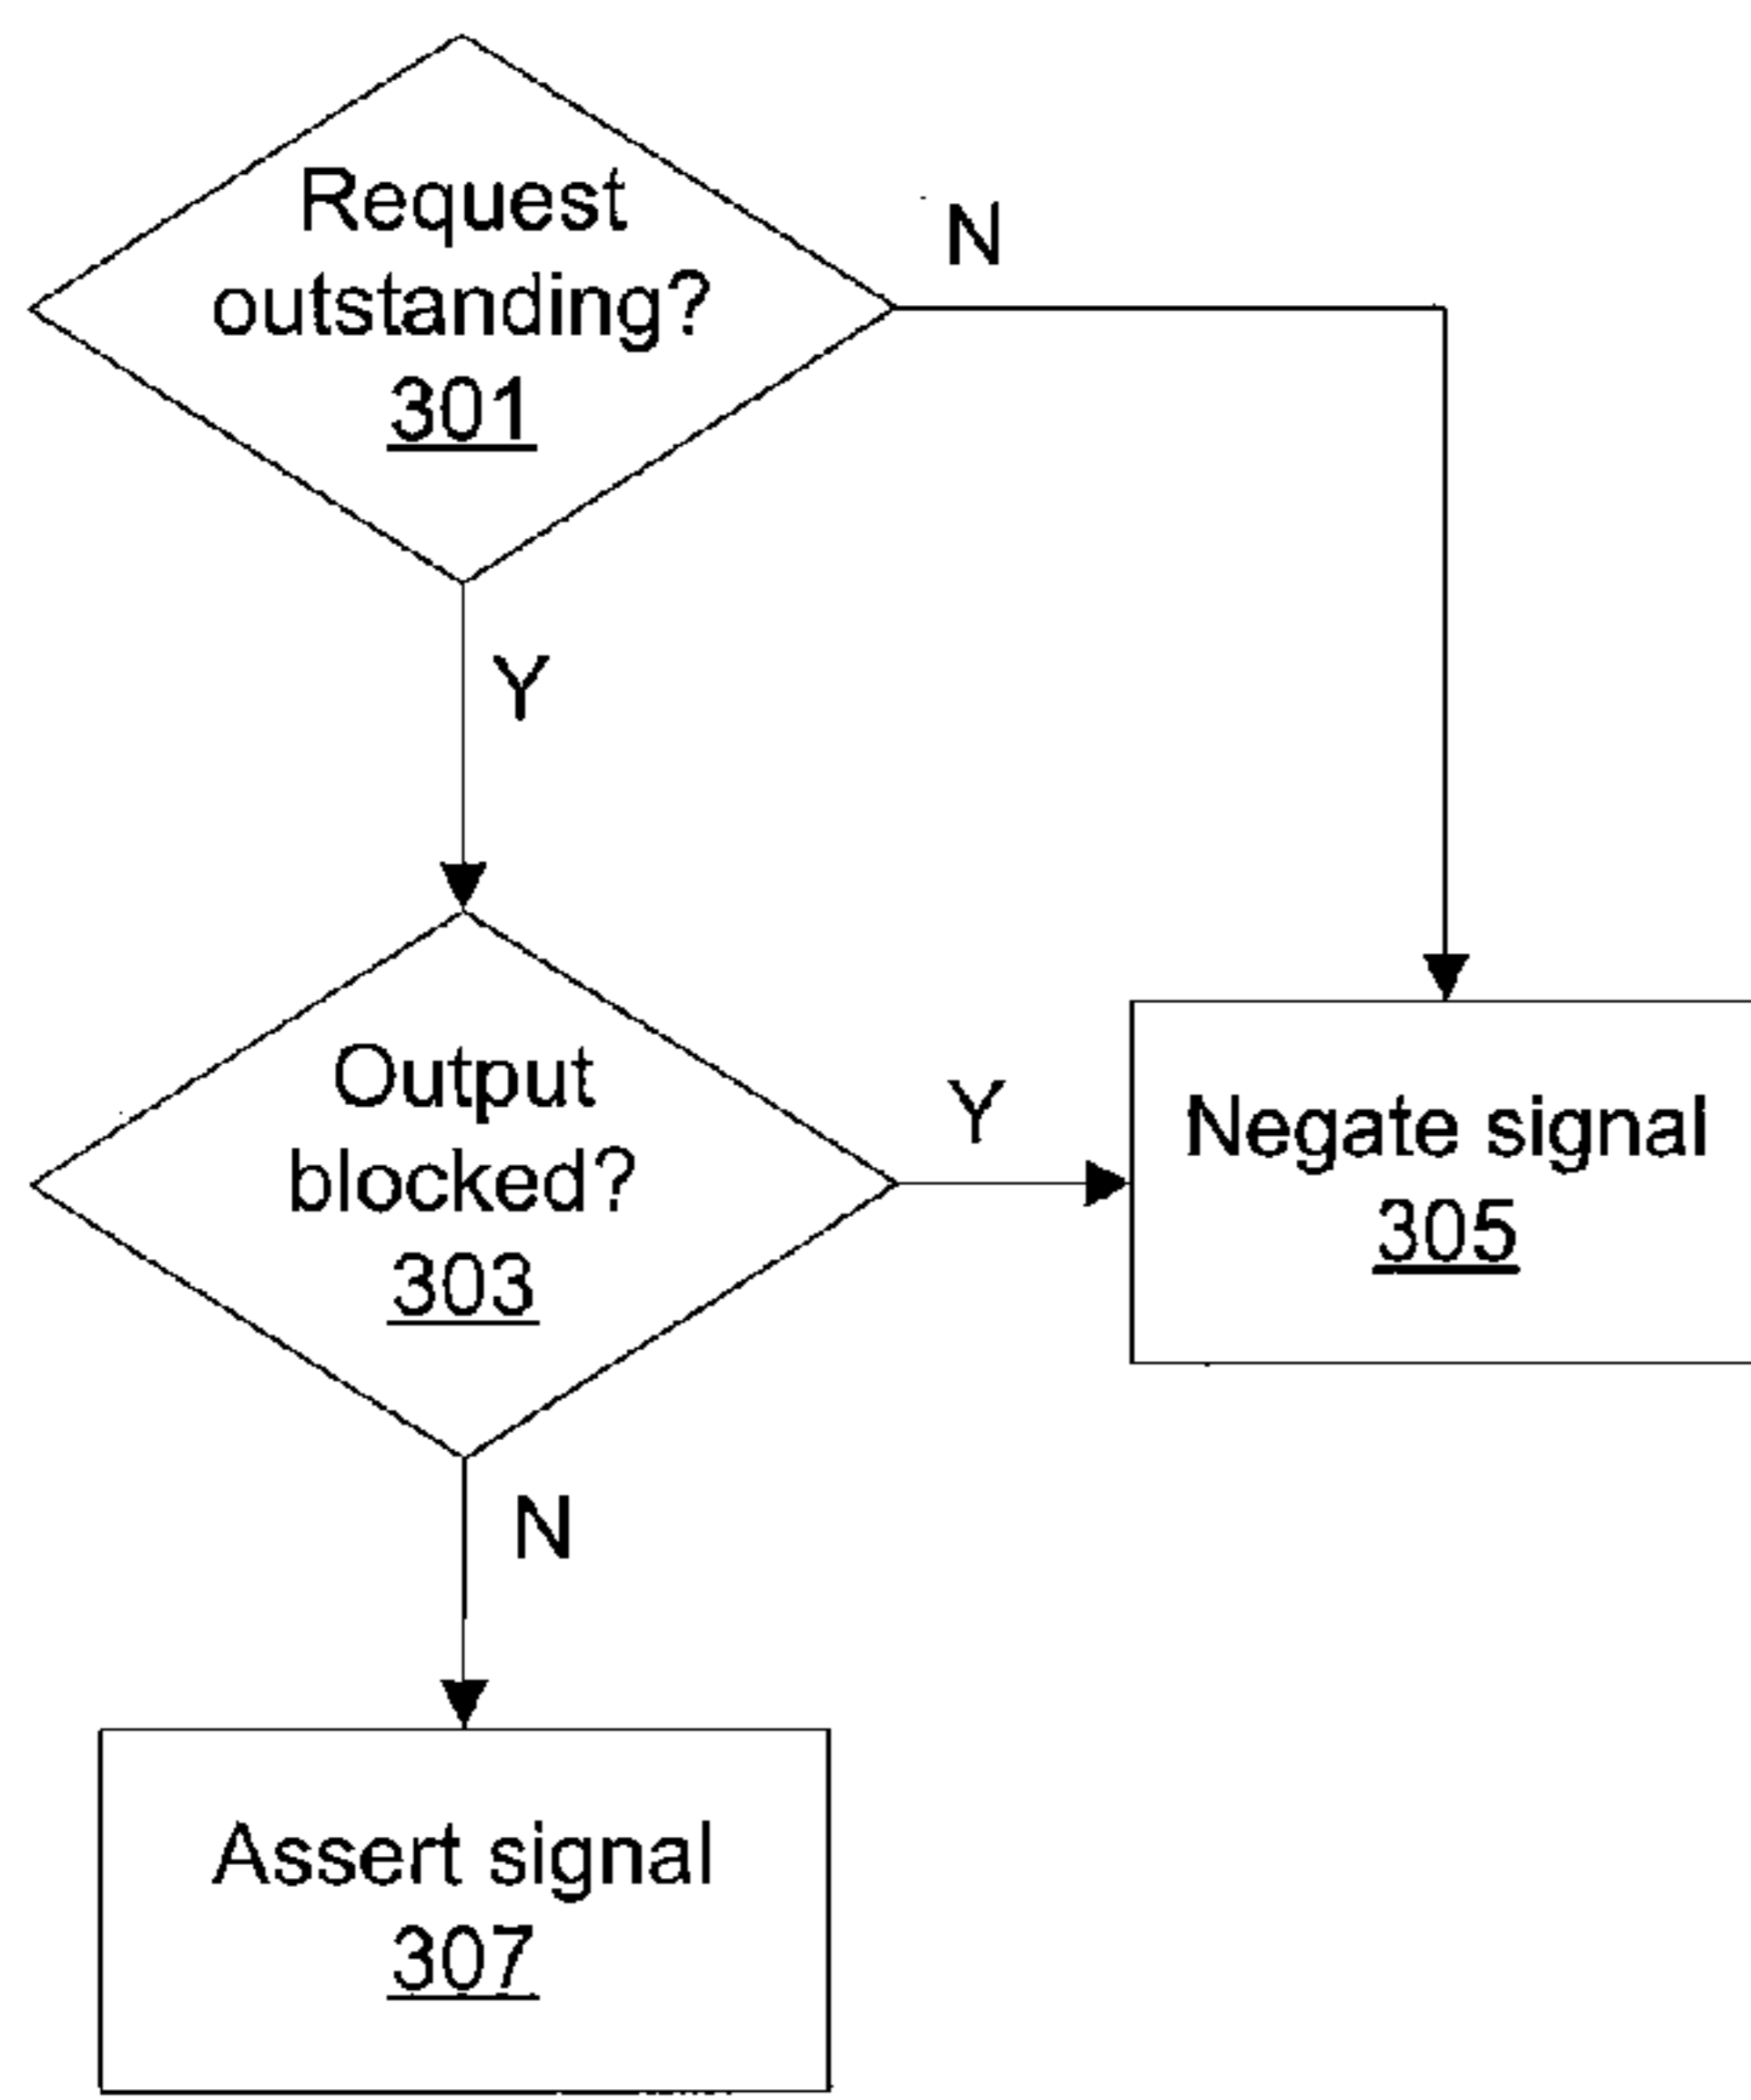 Request
outstanding?
301
N
Y
Output
blocked?
303
Y
Negate signal
305
N
Assert signal
307